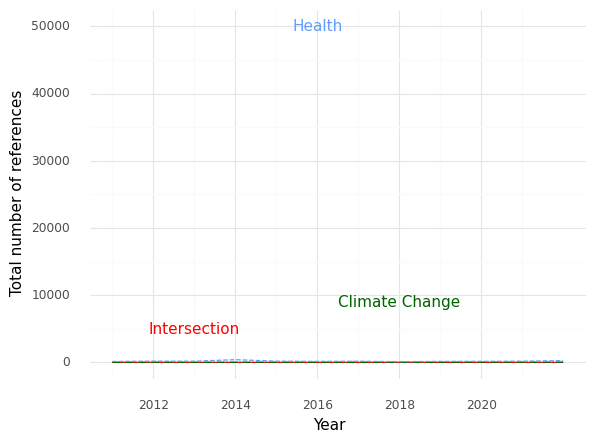 50000
Health
40000
30000
20000
10000
Climate Change
Intersection
0
Total number of references
2012
2014
2016
2018
2020
Year